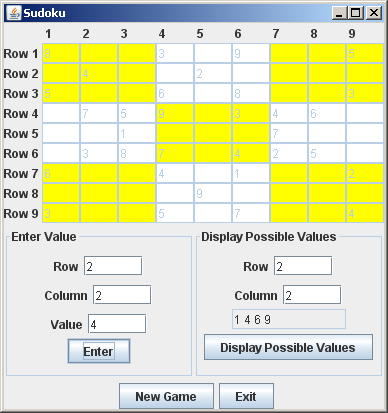 Sudoku
1 2 3 4 5 6 7 8 9
Row 1 8 3 9 5
Row 2 4 2
Row 3 5 6 8 3
Row 4 7 5 9 3 4 6
Row 5 1 7
Row 6 3 8 7 4 2 5
Row 7 6 4 1 2
Row 8 9
Row 9 3 5 7 4
Enter Value
Row 2
Column 2
Value 4
Enter
Display Possible Values
Row 2
Column 2
1 4 6 9
Display Possible Values
New Game Exit